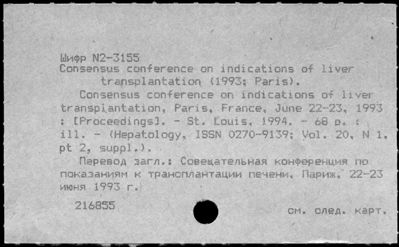 Шифр N2-3155
Consensus conference on indications of liver
transplantation (1993; Paris).
Consensus conference on indications of liver
transplantation, Paris, France, June 22-23, 1993
: [Proceedings]. - St. Louis, 1994. - 68 p. :
ill. - (Hepatology, ISSN 0270-9139; Vol. 20, N 1,
pt 2, suppl.).
Перевод загл.: Совещательная конференция по
показаниям к трансплантации печени, Париж, 22-23
июня 1993 г.
216855
см. след. карт.